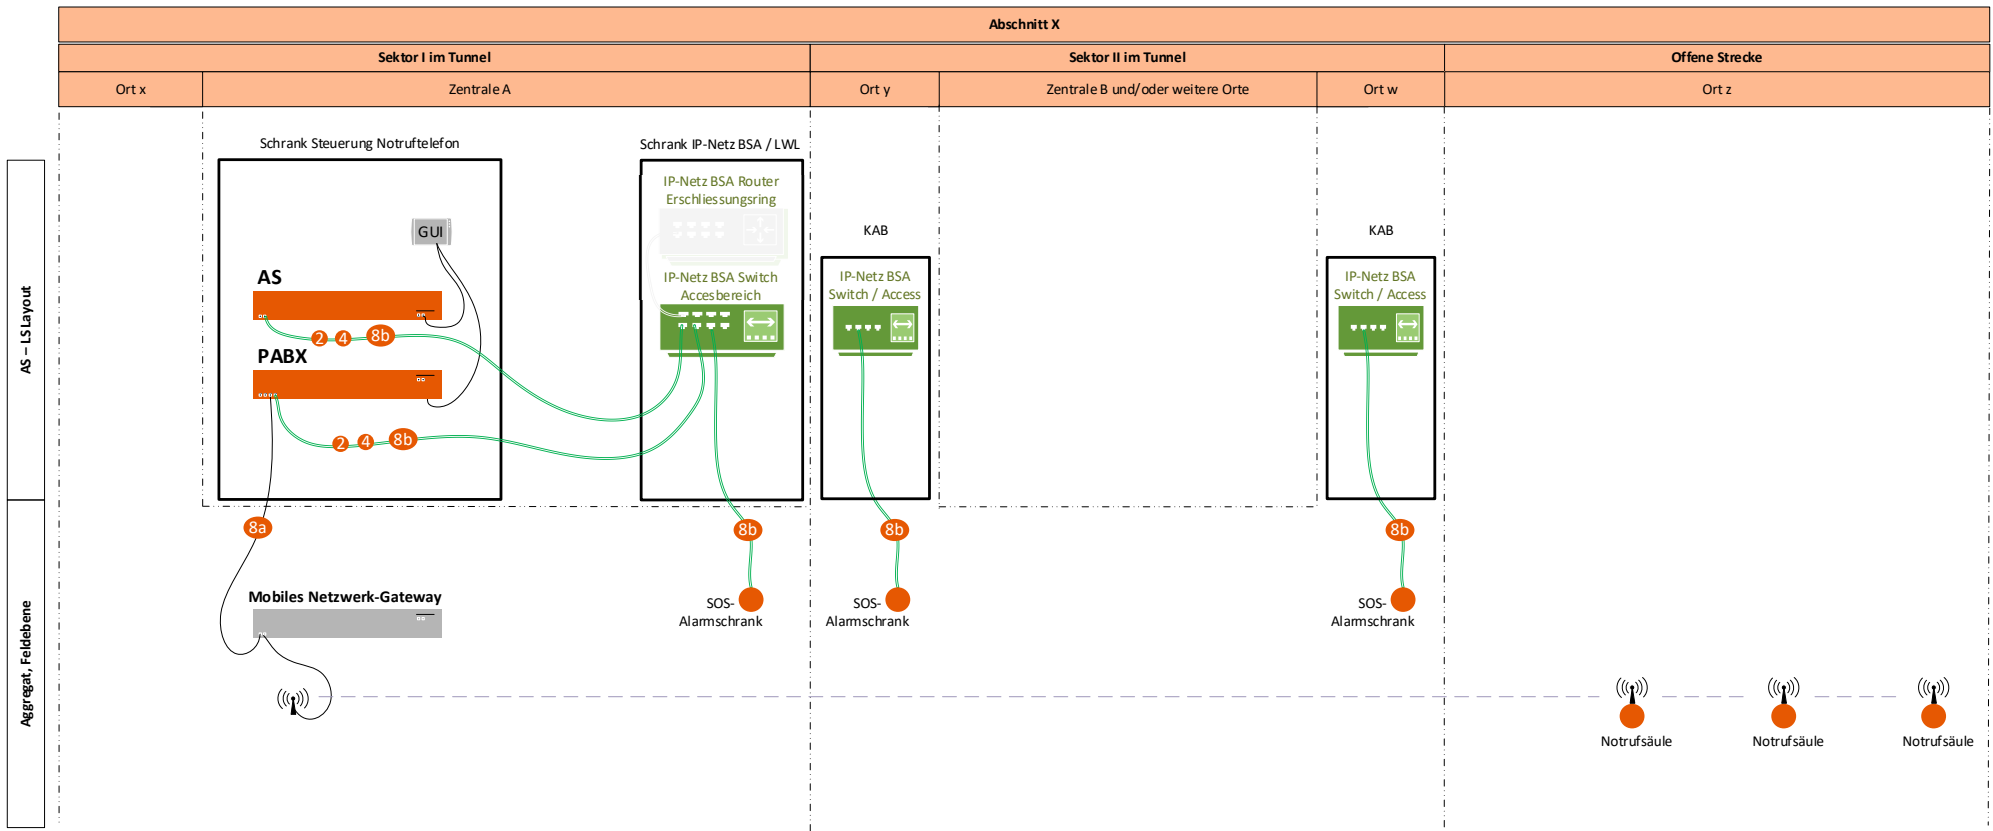 Abschnitt X
Sektor I im Tunnel
Sektor II im Tunnel
Offene Strecke
Ort x
Zentrale A
Ort y
Zentrale B und/oder weitere Orte
Ort w
Ort z
AS – LS Layout
Schrank Steuerung Notruftelefon
Schrank IP-Netz BSA / LWL
GUI
AS
2
4
8b
PABX
2
4
8b
IP-Netz BSA Router
Erschliessungsring
IP-Netz BSA Switch
Accesbereich
KAB
IP-Netz BSA
Switch / Access
KAB
IP-Netz BSA
Switch / Access
Aggregat, Feldebene
8a
8b
8b
8b
Mobiles Netzwerk-Gateway
SOS-
Alarmschrank
SOS-
Alarmschrank
SOS-
Alarmschrank
Notrufsäule
Notrufsäule
Notrufsäule